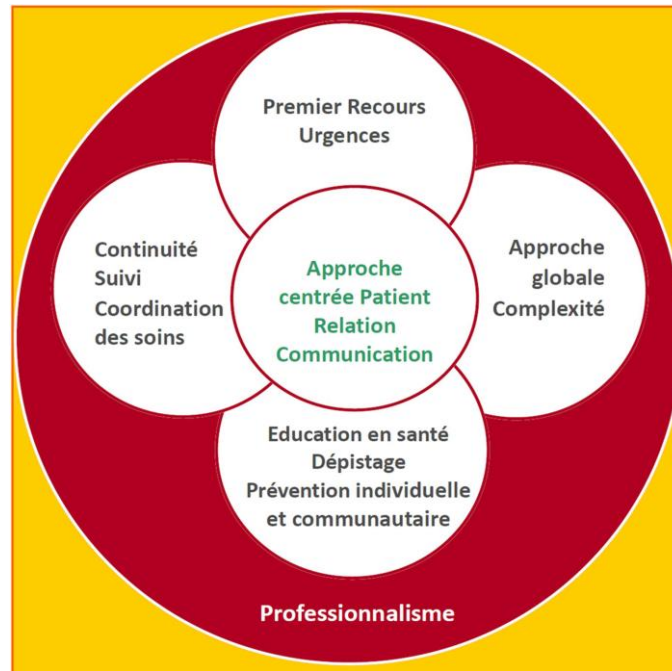 Premier Recours
Urgences
Continuité
Suivi
Coordination
des soins
Approche
centrée Patient
Relation
Communication
Approche
globale
Complexité
Education en santé
Dépistage
Prévention individuelle
et communautaire
Professionnalisme